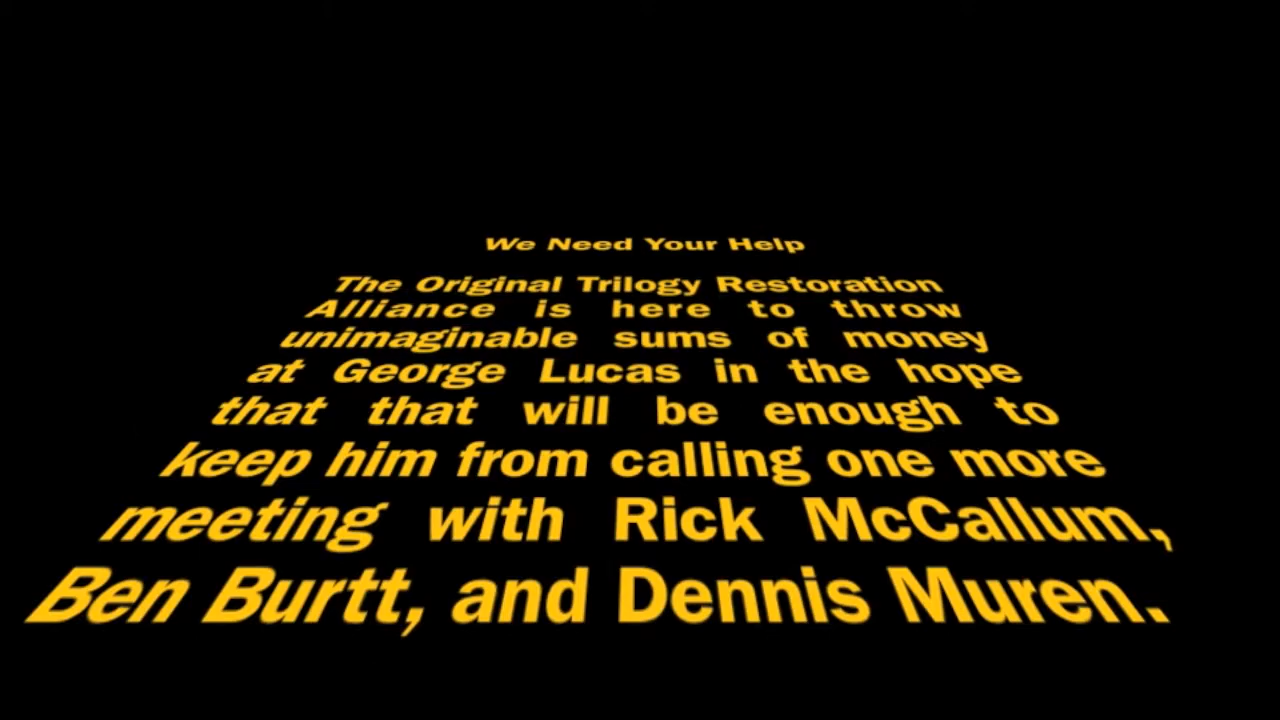 We Need Your Help
The Original Trilogy Restoration
Alliance is here to throw
unimaginable sums of money
at George Lucas in the hope
that that will be enough to
keep him from calling one more
meeting with Rick McCallum,
Ben Burtt, and Dennis Muren.